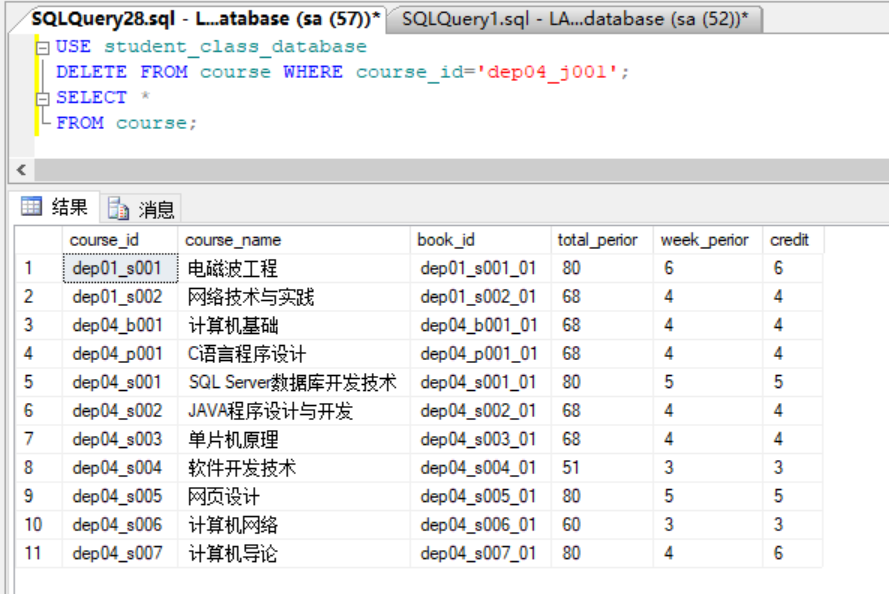 SQLQuery28.sql - L...atabase (sa (57))* SQLQuery1.sql - LA...database (sa (52))*
USE student_class_database
DELETE FROM course WHERE course_id='dep04_j001';
SELECT *
FROM course;
结果 消息
course_id course_name book_id total_perior week_perior credit
1 dep01_s001 电磁波工程 dep01_s001_01 80 6 6
2 dep01_s002 网络技术与实践 dep01_s002_01 68 4 4
3 dep04_b001 计算机基础 dep04_b001_01 68 4 4
4 dep04_p001 C语言程序设计 dep04_p001_01 68 4 4
5 dep04_s001 SQL Server数据库开发技术 dep04_s001_01 80 5 5
6 dep04_s002 JAVA程序设计与开发 dep04_s002_01 68 4 4
7 dep04_s003 单片机原理 dep04_s003_01 68 4 4
8 dep04_s004 软件开发技术 dep04_s004_01 51 3 3
9 dep04_s005 网页设计 dep04_s005_01 80 5 5
10 dep04_s006 计算机网络 dep04_s006_01 60 3 3
11 dep04_s007 计算机导论 dep04_s007_01 80 4 6